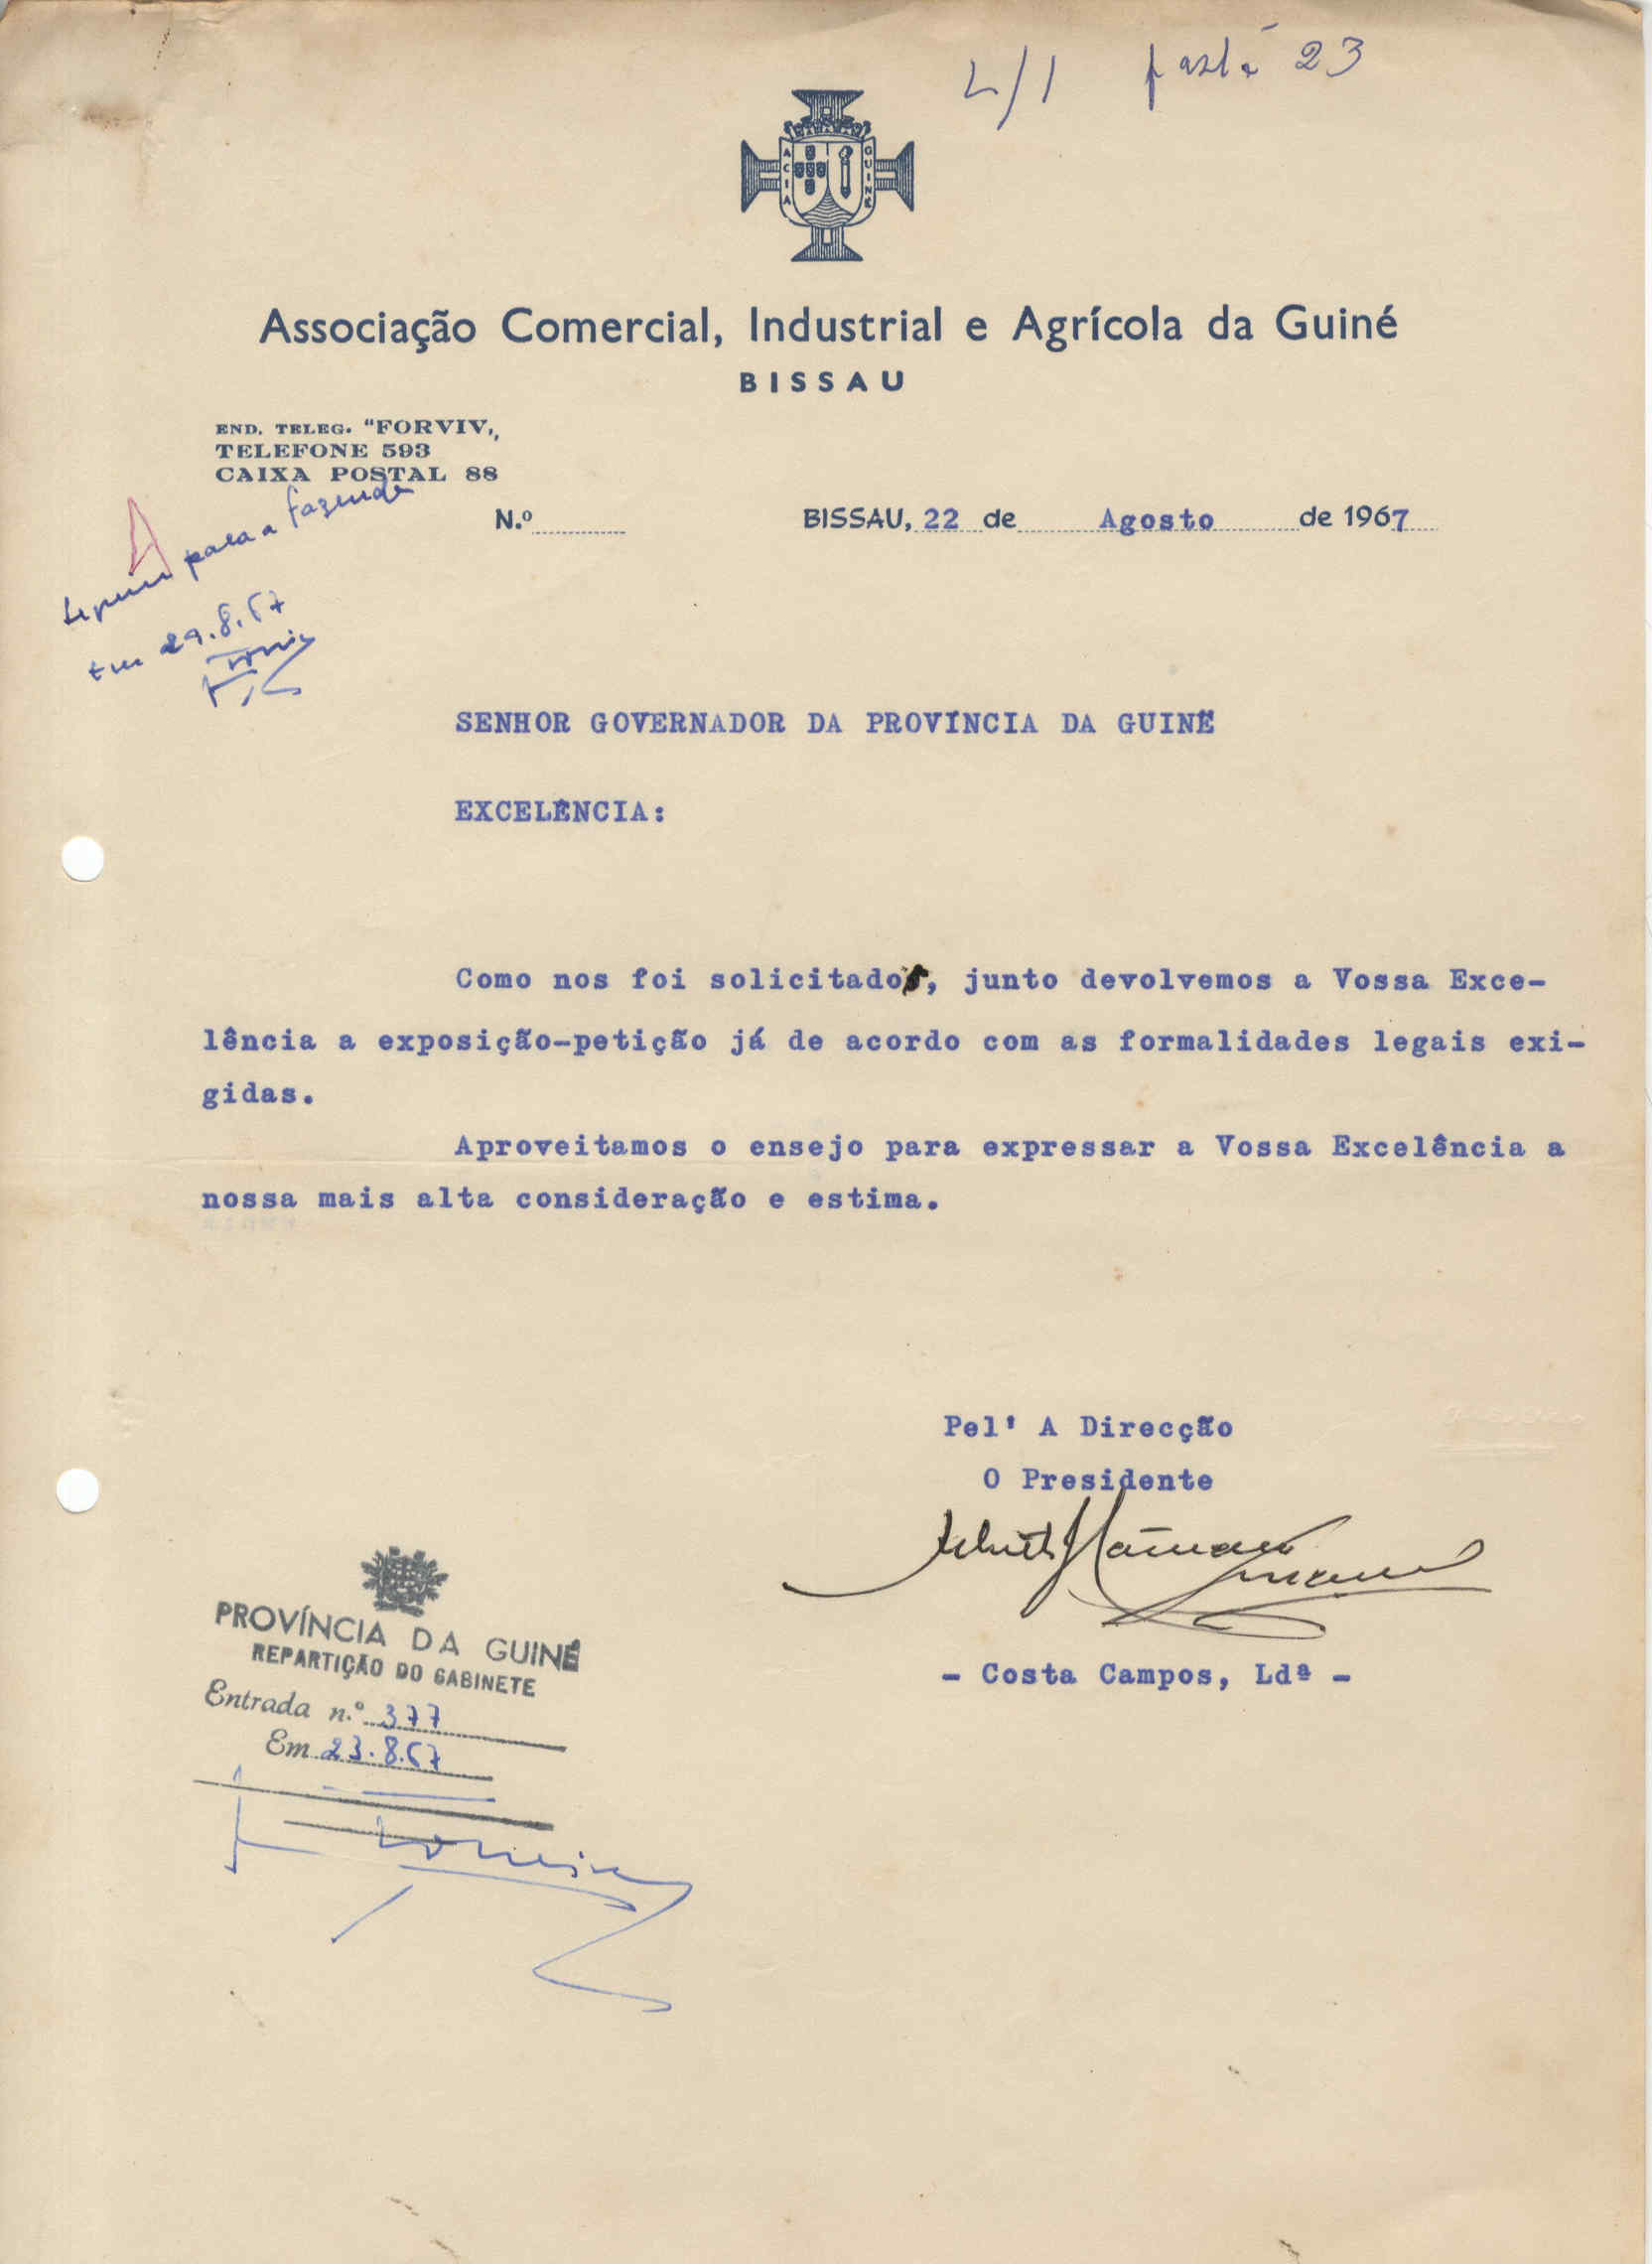 L/1 pasta 23
ACIA GUINÉ
Associação Comercial, Industrial e Agrícola da Guiné
BISSAU
END. TELEG. "FORVIV,,
TELEFONE 593
CAIXA POSTAL 88
N.º
BISSAU, 22 de Agosto de 1967
para a fazenda
em 29.8.67
SENHOR GOVERNADOR DA PROVÍNCIA DA GUINÉ
EXCELÊNCIA:
Como nos foi solicitado, junto devolvemos a Vossa Exce-
lência a exposição-petição já de acordo com as formalidades legais exi-
gidas.
Aproveitamos o ensejo para expressar a Vossa Excelência a
nossa mais alta consideração e estima.
Pel' A Direcção
O Presidente
- Costa Campos, Ldª -
PROVÍNCIA DA GUINÉ
REPARTIÇÃO DO GABINETE
Entrada n.º 377
Em 23.8.67